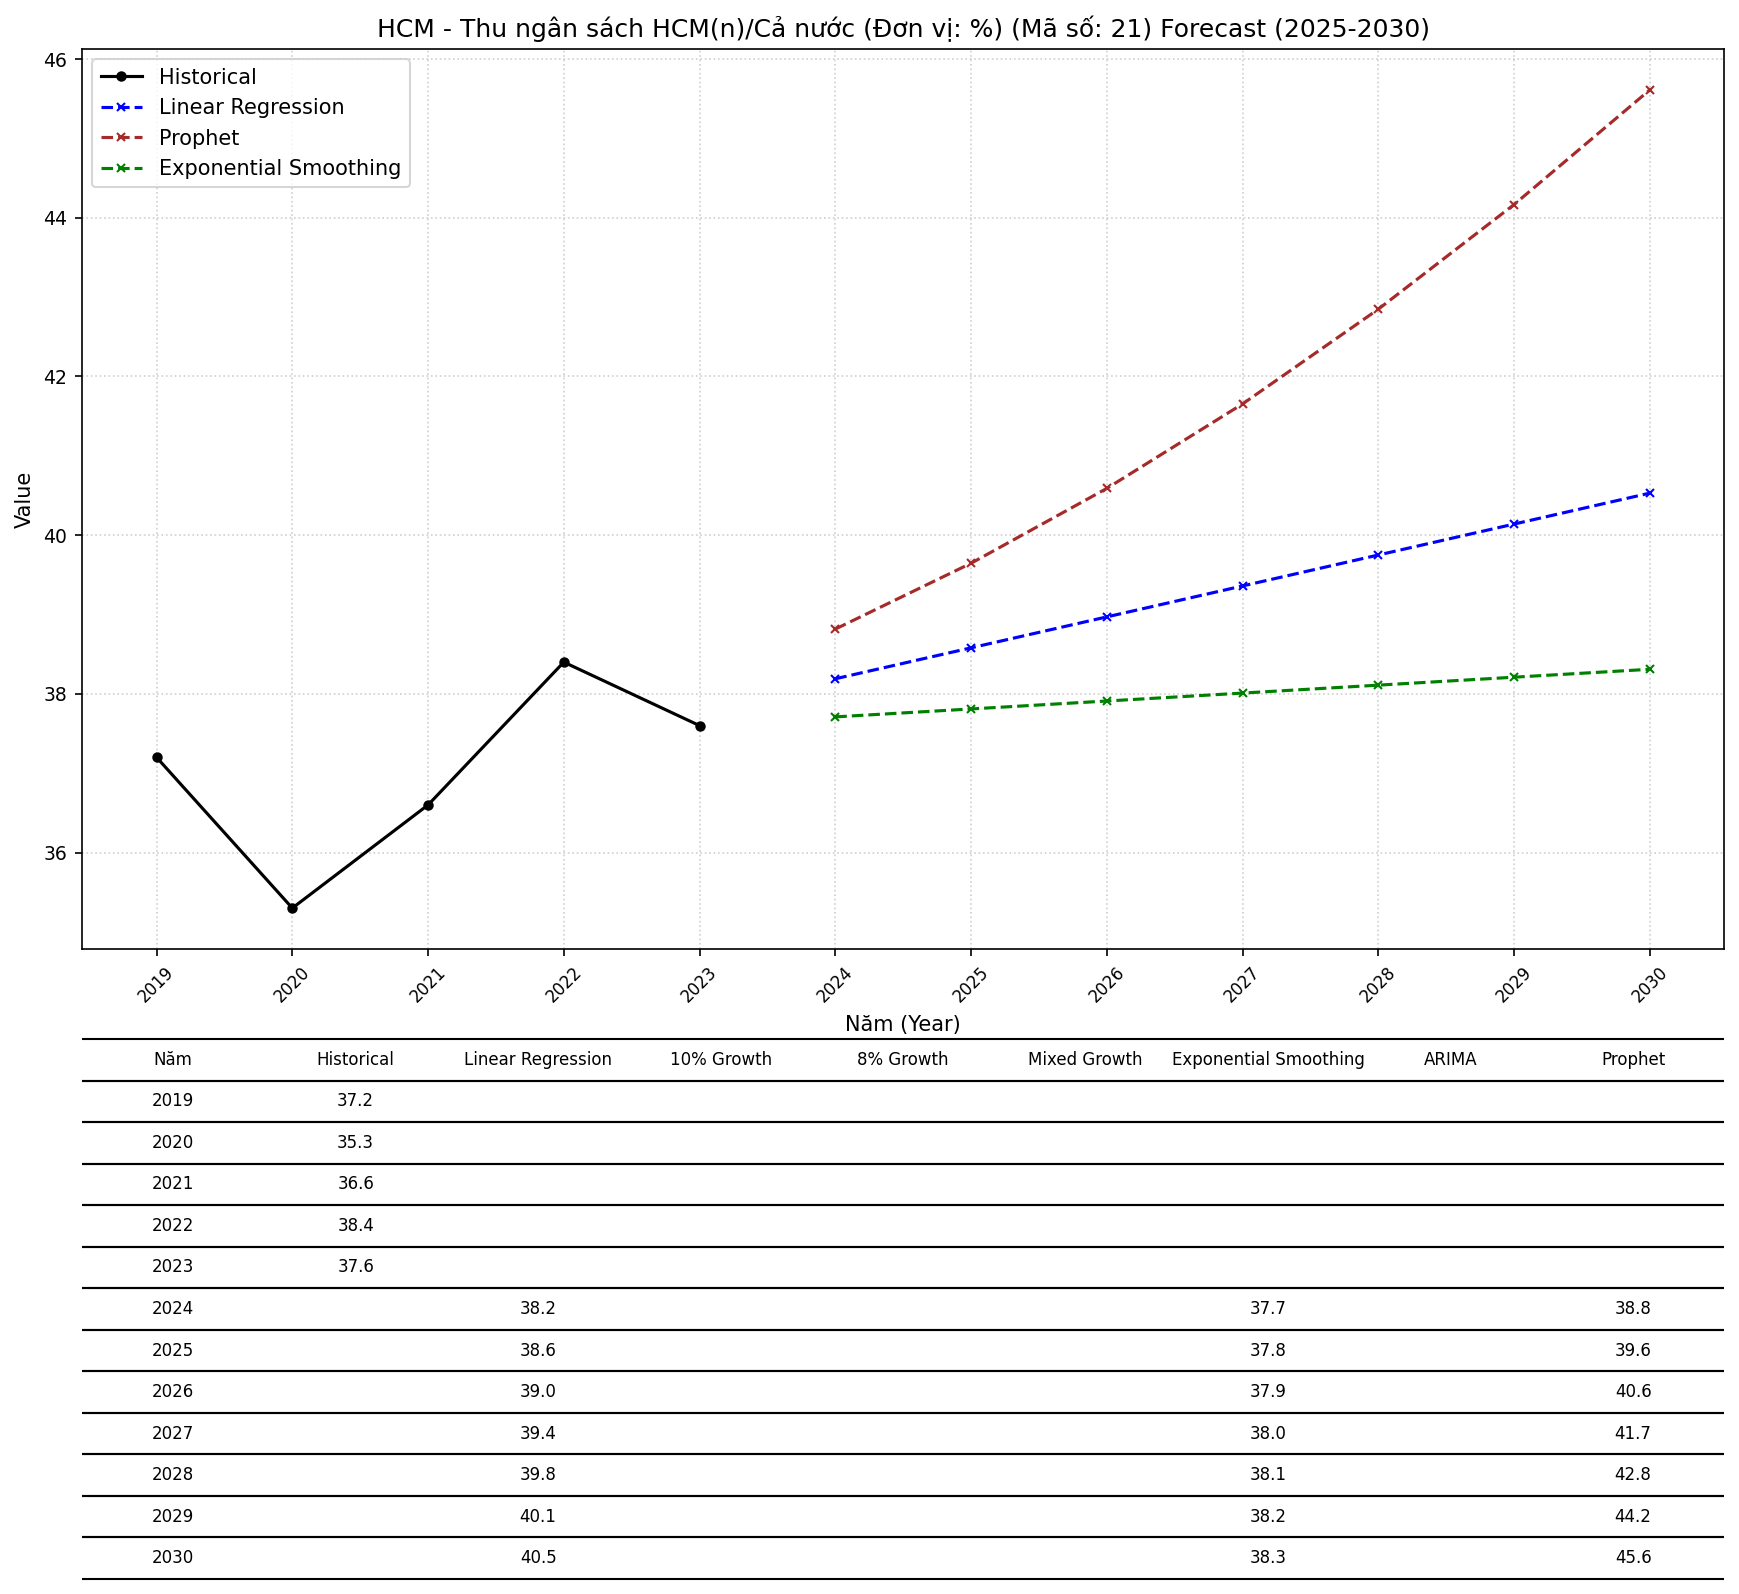 HCM - Thu ngân sách HCM(n)/Cả nước (Đơn vị: %) (Mã số: 21) Forecast (2025-2030)
Historical
Linear Regression
Prophet
Exponential Smoothing
Value
46
44
42
40
38
36
2019 2020 2021 2022 2023 2024 2025 2026 2027 2028 2029 2030
Năm (Year)
Năm Historical Linear Regression 10% Growth 8% Growth Mixed Growth Exponential Smoothing ARIMA Prophet
2019 37.2
2020 35.3
2021 36.6
2022 38.4
2023 37.6
2024 38.2 37.7 38.8
2025 38.6 37.8 39.6
2026 39.0 37.9 40.6
2027 39.4 38.0 41.7
2028 39.8 38.1 42.8
2029 40.1 38.2 44.2
2030 40.5 38.3 45.6